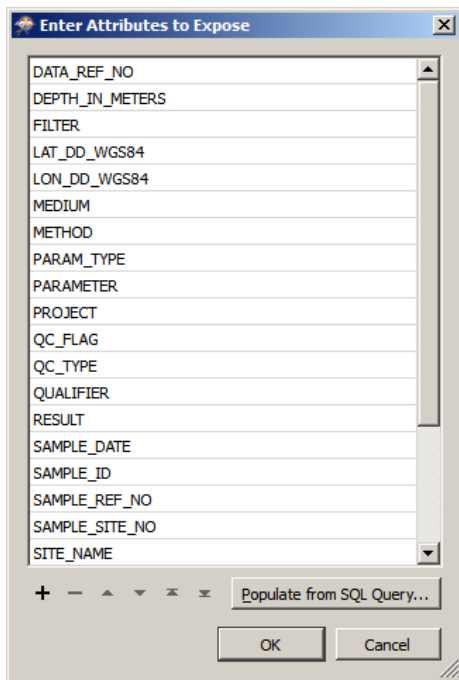 Enter Attributes to Expose
DATA_REF_NO
DEPTH_IN_METERS
FILTER
LAT_DD_WGS84
LON_DD_WGS84
MEDIUM
METHOD
PARAM_TYPE
PARAMETER
PROJECT
QC_FLAG
QC_TYPE
QUALIFIER
RESULT
SAMPLE_DATE
SAMPLE_ID
SAMPLE_REF_NO
SAMPLE_SITE_NO
SITE_NAME
Populate from SQL Query...
OK Cancel